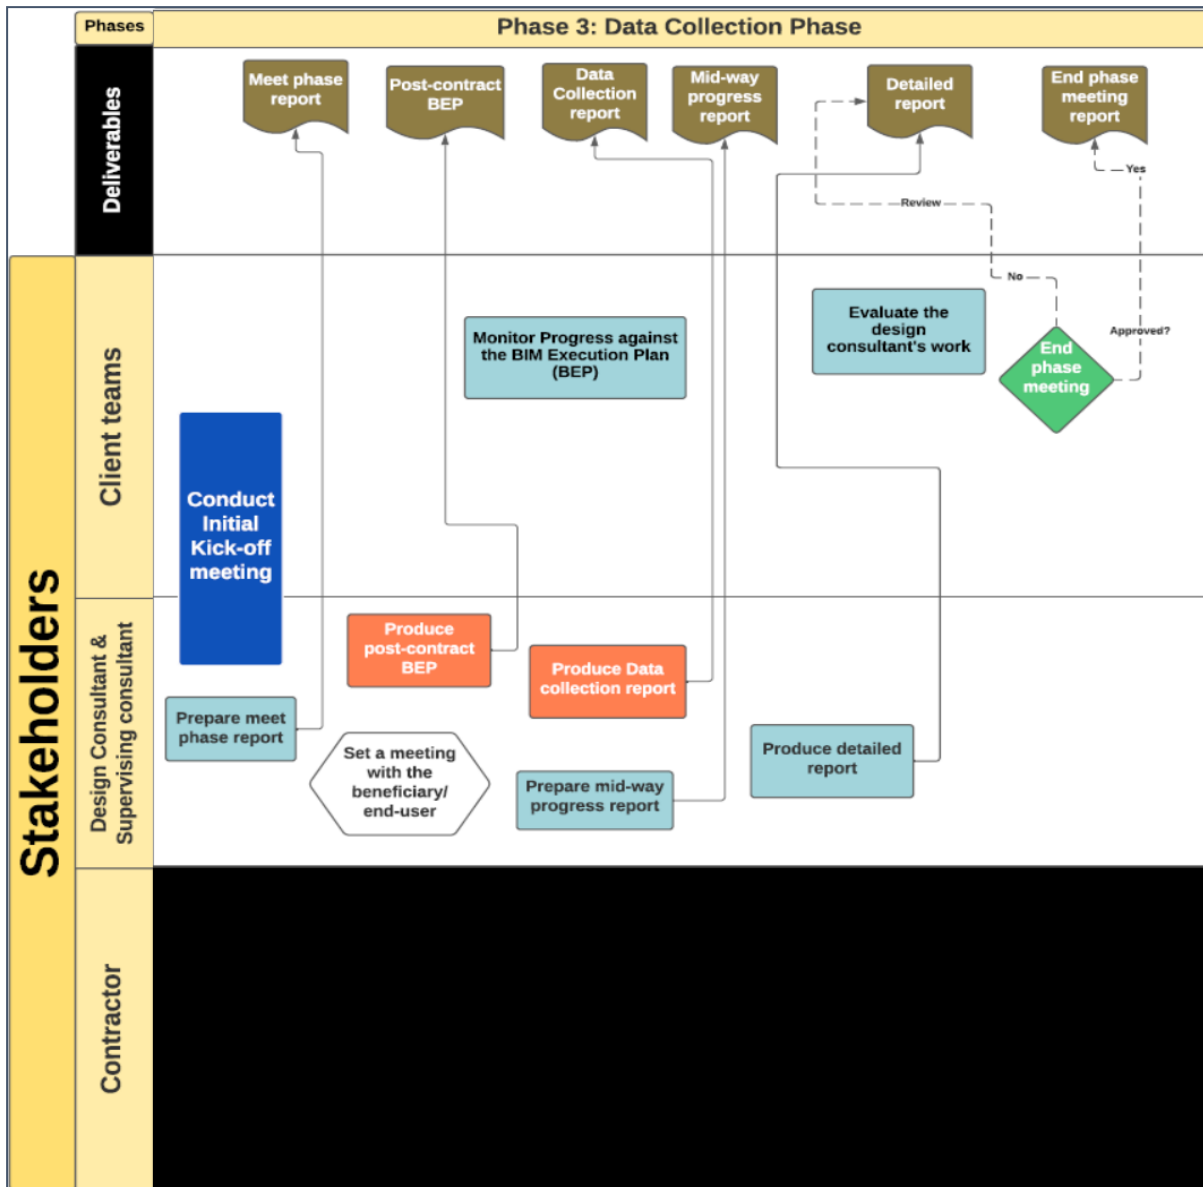 Phases
Phase 3: Data Collection Phase
Deliverables
Meet phase
report
Post-contract
BEP
Data
Collection
report
Mid-way
progress
report
Detailed
report
End phase
meeting
report
Yes
Review
No
Approved?
Stakeholders
Client teams
Monitor Progress against
the BIM Execution Plan
(BEP)
Evaluate the
design
consultant's work
End
phase
meeting
Conduct
Initial
Kick-off
meeting
Design Consultant &
Supervising consultant
Produce
post-contract
BEP
Produce Data
collection report
Prepare meet
phase report
Set a meeting
with the
beneficiary/
end-user
Prepare mid-way
progress report
Produce detailed
report
Contractor